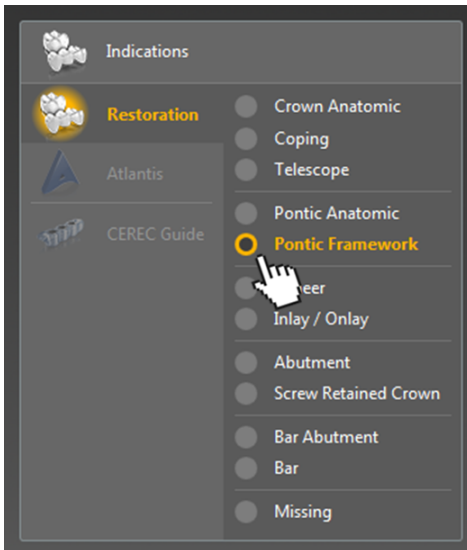 Indications
Restoration
Atlantis
CEREC Guide
Crown Anatomic
Coping
Telescope
Pontic Anatomic
Pontic Framework
eer
Inlay / Onlay
Abutment
Screw Retained Crown
Bar Abutment
Bar
Missing